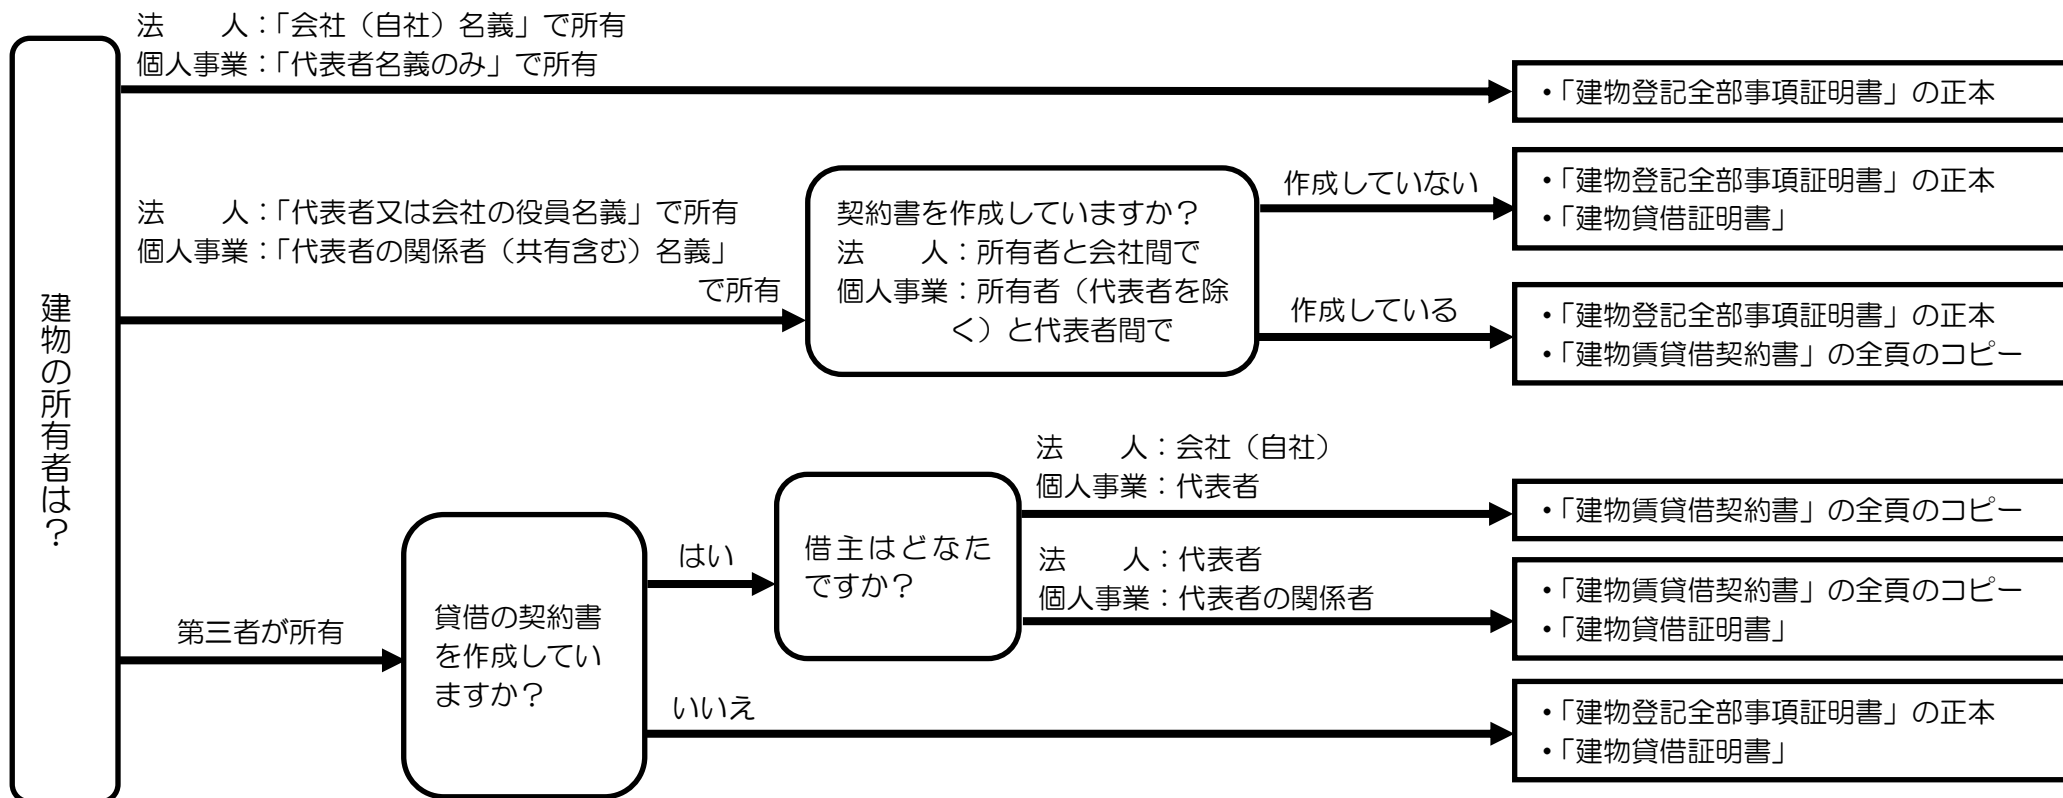 建物の所有者は？
法　　人：「会社（自社）名義」で所有
個人事業：「代表者名義のみ」で所有
・「建物登記全部事項証明書」の正本
法　　人：「代表者又は会社の役員名義」で所有
個人事業：「代表者の関係者（共有含む）名義」
で所有
契約書を作成していますか？
法　　人：所有者と会社間で
個人事業：所有者（代表者を除
く）と代表者間で
作成していない
・「建物登記全部事項証明書」の正本
・「建物貸借証明書」
作成している
・「建物登記全部事項証明書」の正本
・「建物賃貸借契約書」の全頁のコピー
第三者が所有
貸借の契約書
を作成してい
ますか？
はい
借主はどなた
ですか？
法　　人：会社（自社）
個人事業：代表者
・「建物賃貸借契約書」の全頁のコピー
法　　人：代表者
個人事業：代表者の関係者
・「建物賃貸借契約書」の全頁のコピー
・「建物貸借証明書」
いいえ
・「建物登記全部事項証明書」の正本
・「建物貸借証明書」